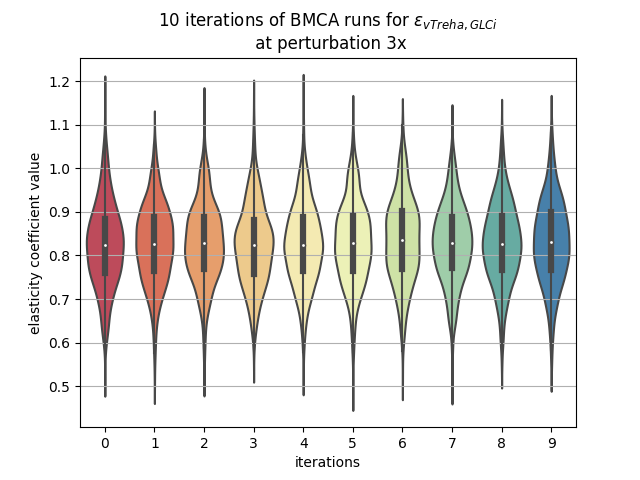 10 iterations of BMCA runs for ε_{vTreha, GLCi}
at perturbation 3x
1.2
1.1
1.0
0.9
0.8
0.7
0.6
0.5
elasticity coefficient value
0 1 2 3 4 5 6 7 8 9
iterations